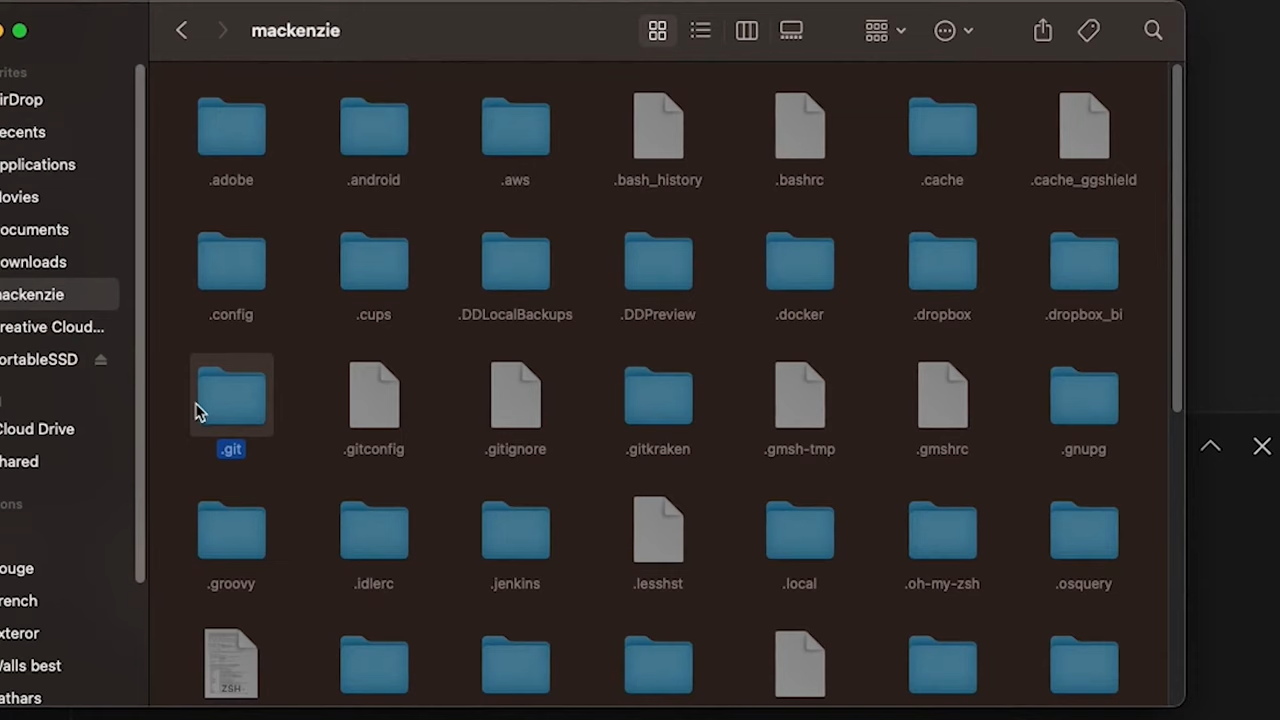 mackenzie
rites
irDrop
ecents
pplications
ovies
ocuments
ownloads
ackenzie
reative Cloud...
ortableSSD
Cloud Drive
hared
ons
ouge
rench
xteror
alls best
athars
.adobe
.android
.aws
.bash_history
.bashrc
.cache
.cache_ggshield
.config
.cups
.DDLocalBackups
.DDPreview
.docker
.dropbox
.dropbox_bi
.git
.gitconfig
.gitignore
.gitkraken
.gmsh-tmp
.gmshrc
.gnupg
.groovy
.idlerc
.jenkins
.lesshst
.local
.oh-my-zsh
.osquery
ZSH